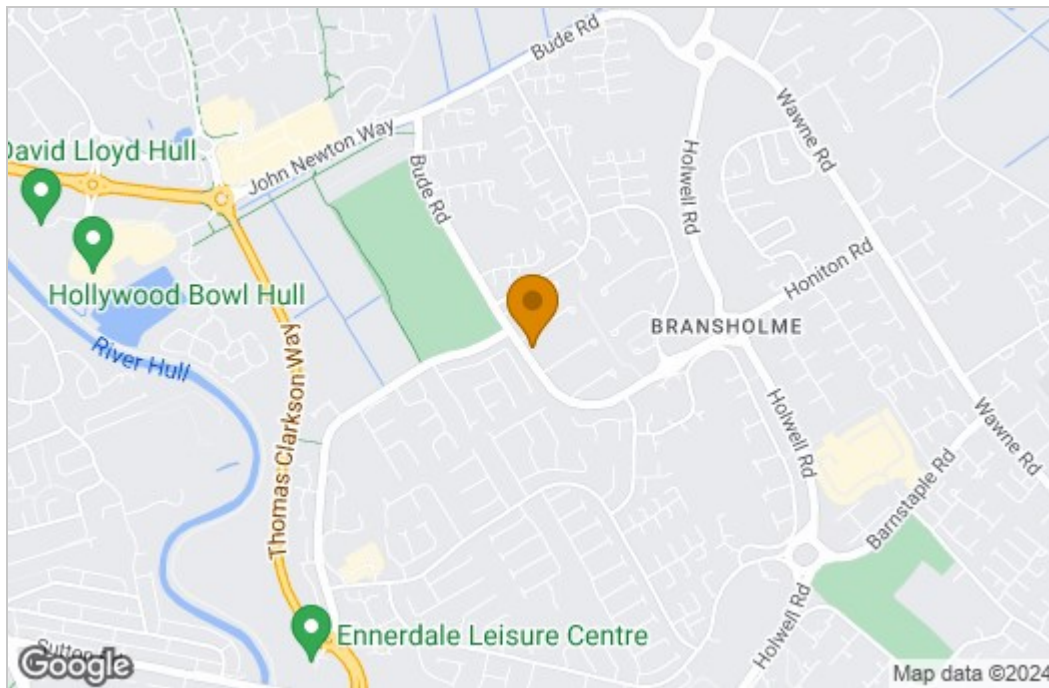 Bude Rd
David Lloyd Hull
John Newton Way
Wawne Rd
Bude Rd
Holwell Rd
Honiton Rd
Hollywood Bowl Hull
BRANSHOLME
River Hull
Thomas Clarkson Way
Holwell Rd
Wawne Rd
Barnstaple Rd
Ennerdale Leisure Centre
Holwell Rd
Sutton
Google
Map data ©2024